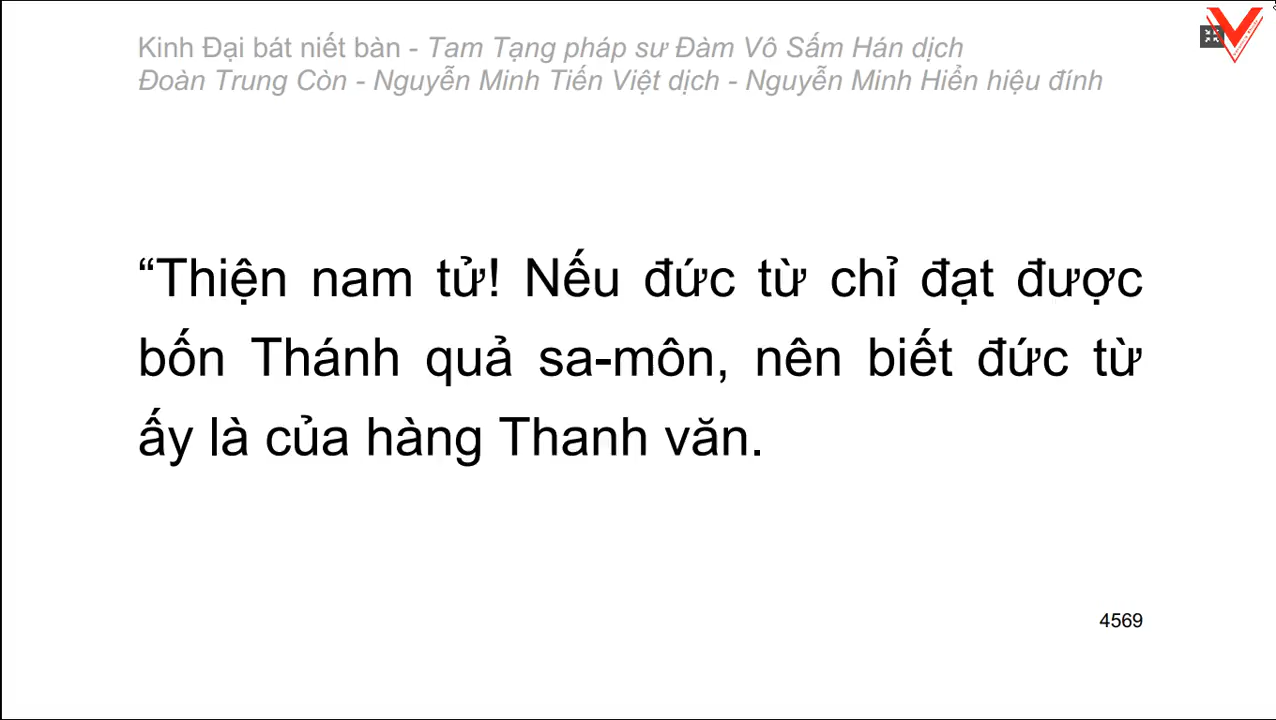 Kinh Đại bát niết bàn - Tam Tạng pháp sư Đàm Vô Sấm Hán dịch
Đoàn Trung Còn - Nguyễn Minh Tiến Việt dịch - Nguyễn Minh Hiển hiệu đính
“Thiện nam tử! Nếu đức từ chỉ đạt được
bốn Thánh quả sa-môn, nên biết đức từ
ấy là của hàng Thanh văn.
4569